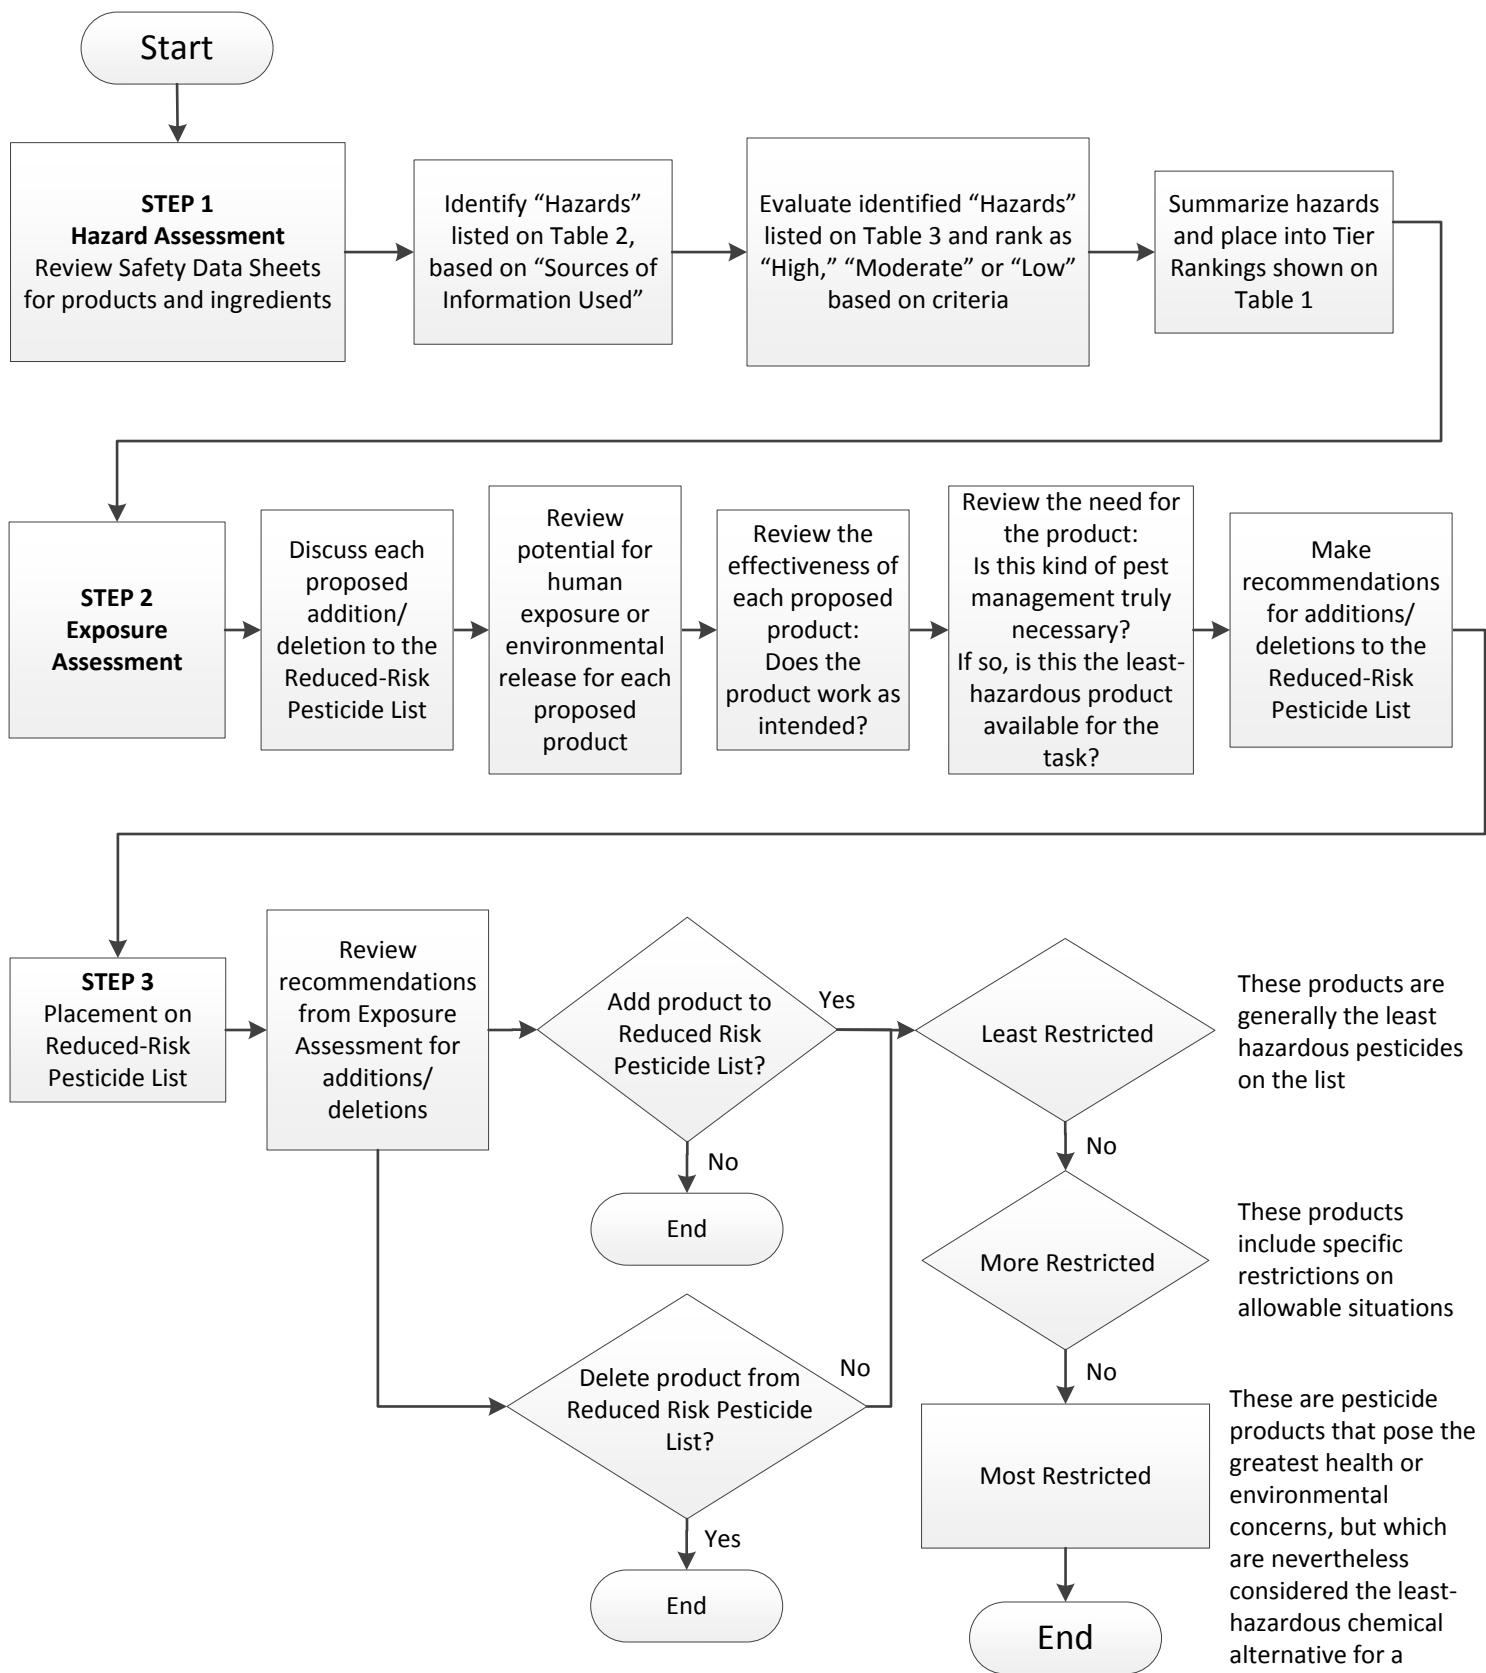 Start
STEP 1
Hazard Assessment
Review Safety Data Sheets
for products and ingredients
Identify “Hazards”
listed on Table 2,
based on “Sources of
Information Used”
Evaluate identified “Hazards”
listed on Table 3 and rank as
“High,” “Moderate” or “Low”
based on criteria
Summarize hazards
and place into Tier
Rankings shown on
Table 1
STEP 2
Exposure
Assessment
Discuss each
proposed
addition/
deletion to the
Reduced-Risk
Pesticide List
Review
potential for
human
exposure or
environmental
release for each
proposed
product
Review the
effectiveness of
each proposed
product:
Does the
product work as
intended?
Review the need for
the product:
Is this kind of pest
management truly
necessary?
If so, is this the least-
hazardous product
available for the
task?
Make
recommendations
for additions/
deletions to the
Reduced-Risk
Pesticide List
STEP 3
Placement on
Reduced-Risk
Pesticide List
Review
recommendations
from Exposure
Assessment for
additions/
deletions
Add product to
Reduced Risk
Pesticide List?
Yes
No
End
Delete product from
Reduced Risk Pesticide
List?
No
Yes
End
Least Restricted
These products are
generally the least
hazardous pesticides
on the list
No
More Restricted
These products
include specific
restrictions on
allowable situations
No
Most Restricted
These are pesticide
products that pose the
greatest health or
environmental
concerns, but which
are nevertheless
considered the least-
hazardous chemical
alternative for a
End